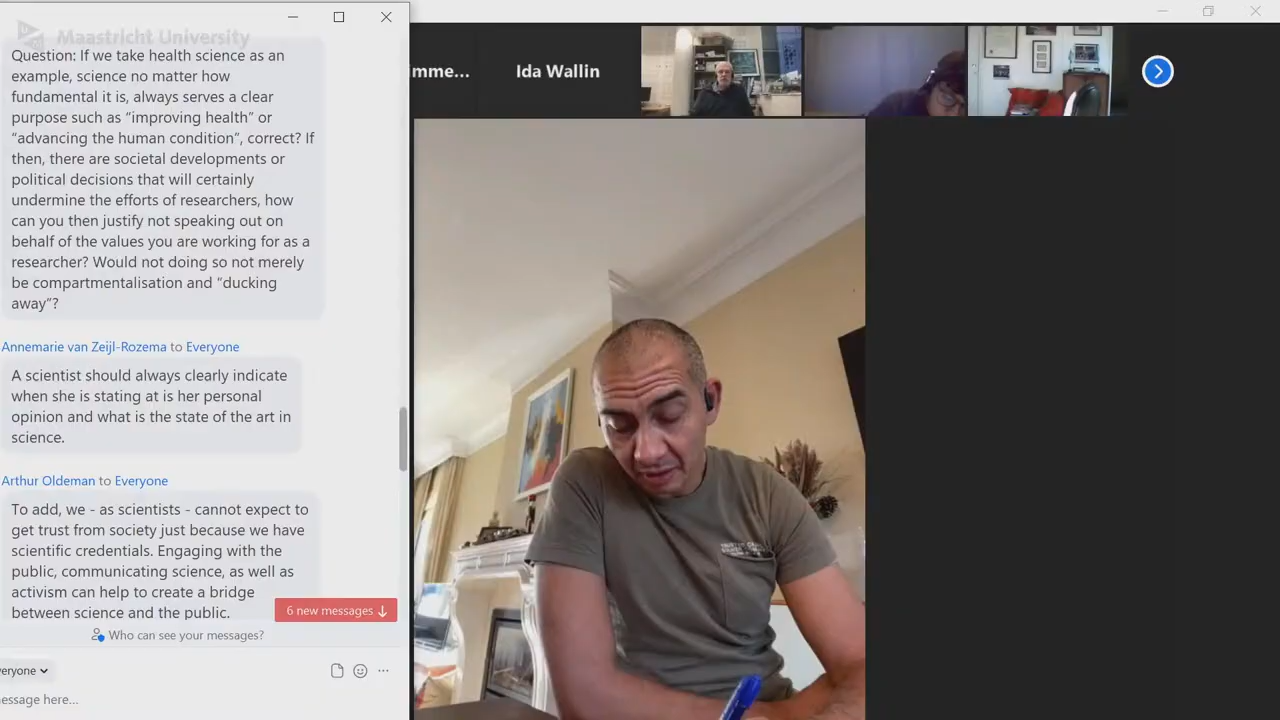 Maastricht University
Question: If we take health science as an
example, science no matter how
fundamental it is, always serves a clear
purpose such as “improving health” or
“advancing the human condition”, correct? If
then, there are societal developments or
political decisions that will certainly
undermine the efforts of researchers, how
can you then justify not speaking out on
behalf of the values you are working for as a
researcher? Would not doing so not merely
be compartmentalisation and “ducking
away”?
Annemarie van Zeijl-Rozema to Everyone
A scientist should always clearly indicate
when she is stating at is her personal
opinion and what is the state of the art in
science.
Arthur Oldeman to Everyone
To add, we - as scientists - cannot expect to
get trust from society just because we have
scientific credentials. Engaging with the
public, communicating science, as well as
activism can help to create a bridge
between science and the public.
6 new messages
Who can see your messages?
eryone
essage here...
imme...
Ida Wallin